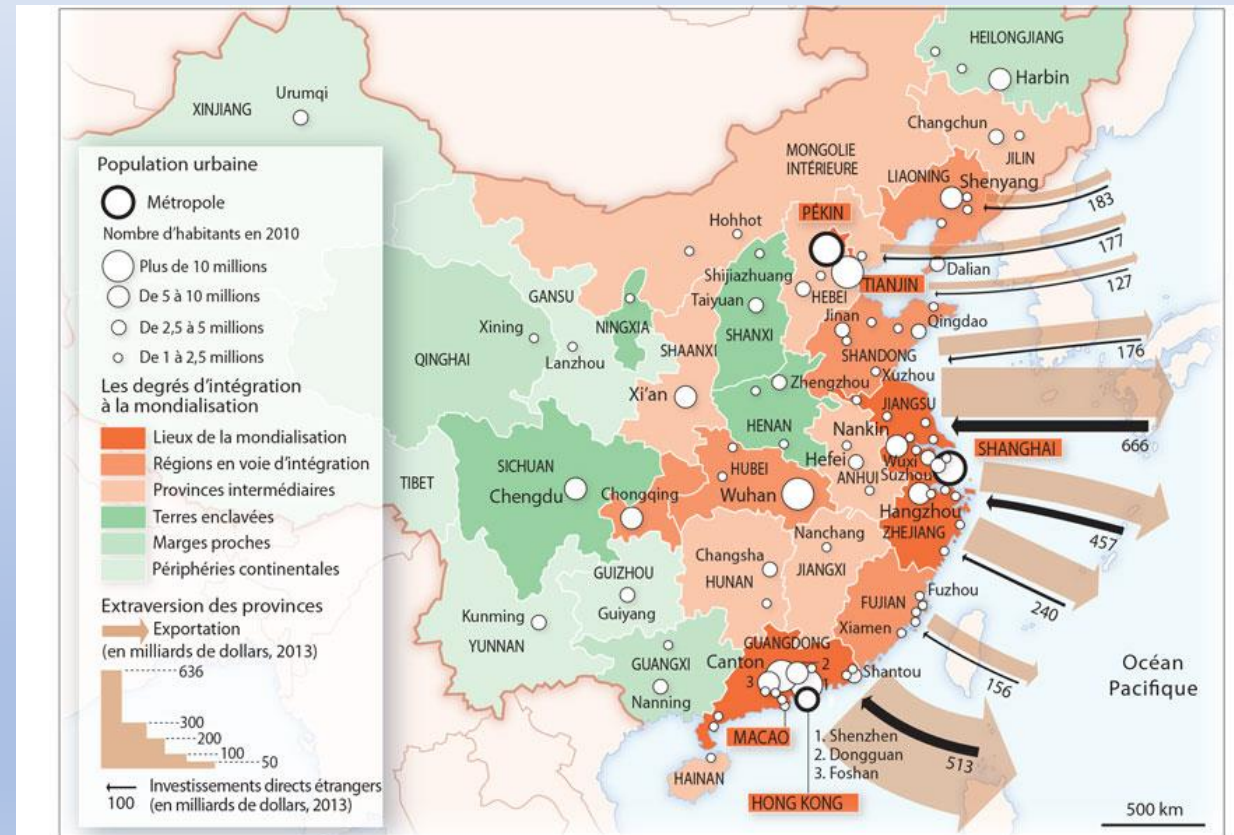 Population urbaine
Métropole
Nombre d'habitants en 2010
Plus de 10 millions
De 5 à 10 millions
De 2,5 à 5 millions
De 1 à 2,5 millions
Les degrés d'intégration
à la mondialisation
Lieux de la mondialisation
Régions en voie d'intégration
Provinces intermédiaires
Terres enclavées
Marges proches
Périphéries continentales
Extraversion des provinces
Exportation
(en milliards de dollars, 2013)
636
300
200
100
50
Investissements directs étrangers
100 (en milliards de dollars, 2013)
HEILONGJIANG
Harbin
Urumqi
XINJIANG
Changchun
JILIN
MONGOLIE
INTÉRIEURE
LIAONING
Shenyang
183
PÉKIN
Hohhot
177
Dalian
Shijiazhuang
TIANJIN
127
GANSU
Taiyuan
HEBEI
Jinan
Qingdao
Xining
NINGXIA
SHANXI
Lanzhou
SHAANXI
SHANDONG
176
QINGHAI
Xuzhou
Zhengzhou
Xi'an
JIANGSU
HENAN
Nankin
666
SHANGHAI
Hefei
Wuxi
SICHUAN
HUBEI
ANHUI
Suzhou
TIBET
Chengdu
Chongqing
Wuhan
Hangzhou
ZHEJIANG
457
Nanchang
Changsha
GUIZHOU
HUNAN
JIANGXI
240
Guiyang
FUJIAN
Fuzhou
Kunming
Xiamen
YUNNAN
GUANGDONG
GUANGXI
Canton
2
Shantou
156
3
1
Océan
Pacifique
Nanning
MACAO
1. Shenzhen
2. Dongguan
3. Foshan
513
HAINAN
HONG KONG
500 km